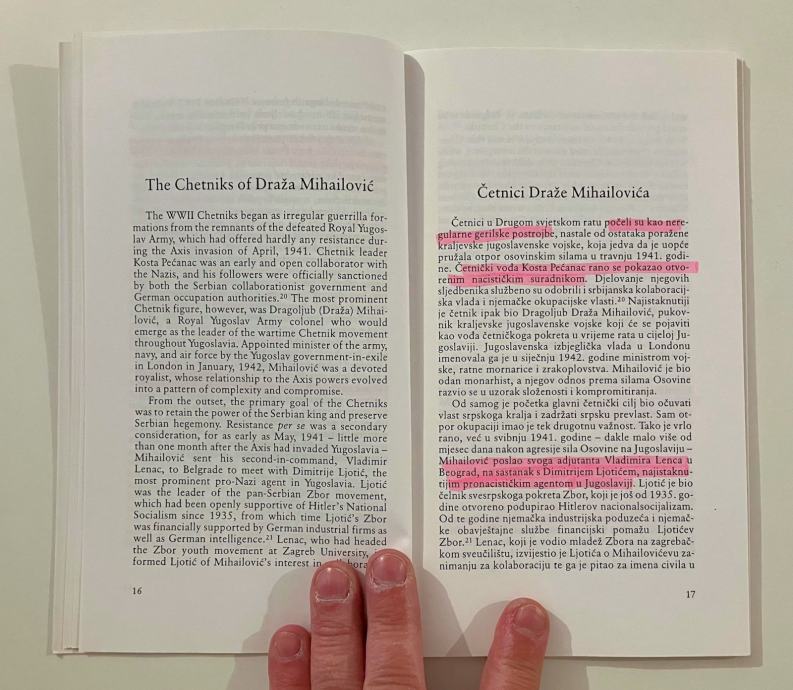 The Chetniks of Draža Mihailović
The WWII Chetniks began as irregular guerrilla for-
mations from the remnants of the defeated Royal Yugos-
lav Army, which had offered hardly any resistance dur-
ing the Axis invasion of April, 1941. Chetnik leader
Kosta Pećanac was an early and open collaborator with
the Nazis, and his followers were officially sanctioned
by both the Serbian collaborationist government and
German occupation authorities.20 The most prominent
Chetnik figure, however, was Dragoljub (Draža) Mihai-
lović, a Royal Yugoslav Army colonel who would
emerge as the leader of the wartime Chetnik movement
throughout Yugoslavia. Appointed minister of the army,
navy, and air force by the Yugoslav government-in-exile
in London in January, 1942, Mihailović was a devoted
royalist, whose relationship to the Axis powers evolved
into a pattern of complexity and compromise.
From the outset, the primary goal of the Chetniks
was to retain the power of the Serbian king and preserve
Serbian hegemony. Resistance per se was a secondary
consideration, for as early as May, 1941 – little more
than one month after the Axis had invaded Yugoslavia –
Mihailović sent his second-in-command, Vladimir
Lenac, to Belgrade to meet with Dimitrije Ljotić, the
most prominent pro-Nazi agent in Yugoslavia. Ljotić
was the leader of the pan-Serbian Zbor movement,
which had been openly supportive of Hitler's National
Socialism since 1935, from which time Ljotić's Zbor
was financially supported by German industrial firms as
well as German intelligence.21 Lenac, who had headed
the Zbor youth movement at Zagreb University,
formed Ljotić of Mihailović's interest in
16
Četnici Draže Mihailovića
Četnici u Drugom svjetskom ratu počeli su kao nere-
gularne gerilske postrojbe, nastale od ostataka poražene
kraljevske jugoslavenske vojske, koja jedva da je uopće
pružala otpor osovinskim silama u travnju 1941. godi-
ne. Četnički vođa Kosta Pećanac rano se pokazao otvo-
renim nacističkim suradnikom. Djelovanje njegovih
sljedbenika službeno su odobrili i srbijanska kolaboracij-
ska vlada i njemačke okupacijske vlasti.20 Najistaknutiji
je četnik ipak bio Dragoljub Draža Mihailović, pukov-
nik kraljevske jugoslavenske vojske koji će se pojaviti
kao vođa četničkoga pokreta u vrijeme rata u cijeloj Ju-
goslaviji. Jugoslavenska izbjeglička vlada u Londonu
imenovala ga je u siječnju 1942. godine ministrom voj-
ske, ratne mornarice i zrakoplovstva. Mihailović je bio
odan monarhist, a njegov odnos prema silama Osovine
razvio se u uzorak složenosti i kompromitiranja.
Od samog je početka glavni četnički cilj bio očuvati
vlast srpskoga kralja i zadržati srpsku prevlast. Sam ot-
por okupaciji imao je tek drugotnu važnost. Tako je vrlo
rano, već u svibnju 1941. godine – dakle malo više od
mjesec dana nakon agresije sila Osovine na Jugoslaviju –
Mihailović poslao svoga adjutanta Vladimira Lenca u
Beograd, na sastanak s Dimitrijem Ljotićem, najistaknu-
tijim pronacističkim agentom u Jugoslaviji. Ljotić je bio
čelnik svesrpskoga pokreta Zbor, koji je još od 1935. go-
dine otvoreno podupirao Hitlerov nacionalsocijalizam.
Od te godine njemačka industrijska poduzeća i njemač-
ke obavještajne službe financijski pomažu Ljotićev
Zbor.21 Lenac, koji je vodio mladež Zbora na zagrebač-
kom sveučilištu, izvijestio je Ljotića o Mihailovićevu za-
nimanju za kolaboraciju te ga je pitao za imena civila u
17